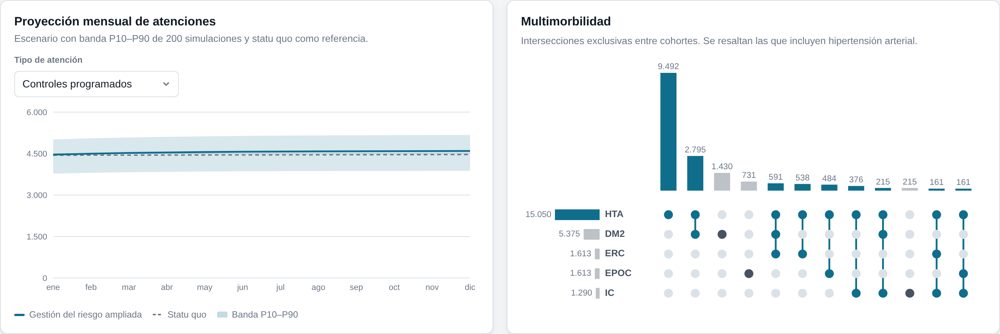 Proyección mensual de atenciones
Escenario con banda P10–P90 de 200 simulaciones y statu quo como referencia.
Tipo de atención
Controles programados
6.000
4.500
3.000
1.500
0
ene feb mar abr may jun jul ago sep oct nov dic
Gestión del riesgo ampliada Statu quo Banda P10–P90
Multimorbilidad
Intersecciones exclusivas entre cohortes. Se resaltan las que incluyen hipertensión arterial.
9.492 2.795 1.430 731 591 538 484 376 215 215 161 161
15.050 HTA
5.375 DM2
1.613 ERC
1.613 EPOC
1.290 IC